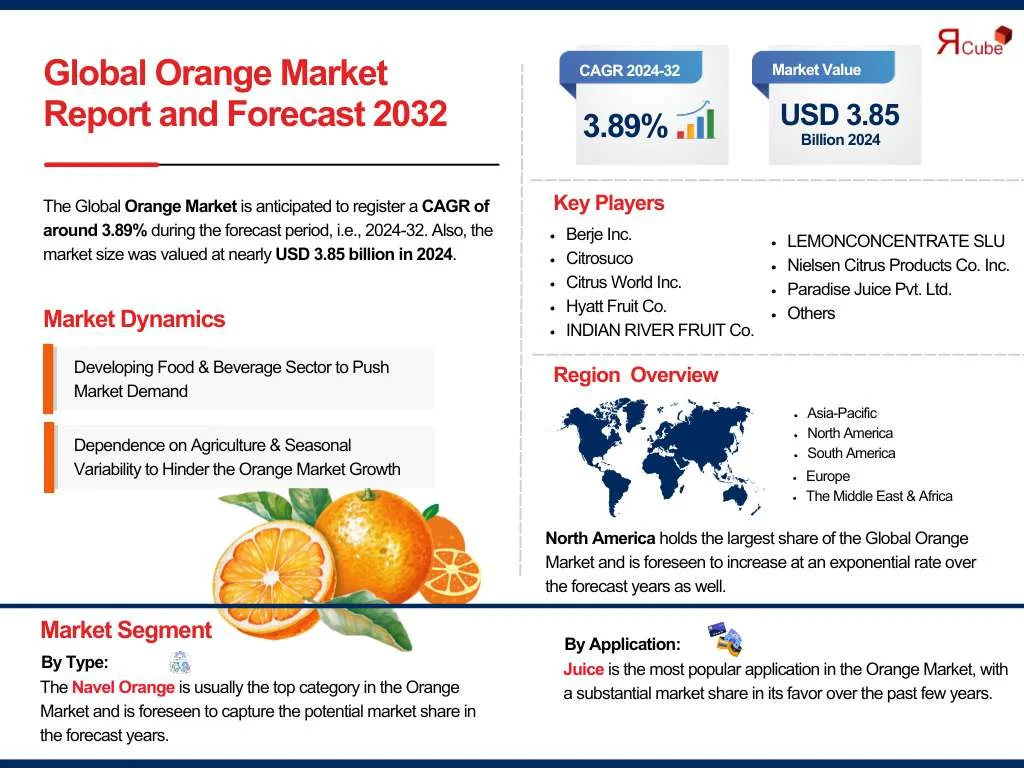 Global Orange Market
Report and Forecast 2032
The Global Orange Market is anticipated to register a CAGR of
around 3.89% during the forecast period, i.e., 2024-32. Also, the
market size was valued at nearly USD 3.85 billion in 2024.
Market Dynamics
Developing Food & Beverage Sector to Push
Market Demand
Dependence on Agriculture & Seasonal
Variability to Hinder the Orange Market Growth
CAGR 2024-32
3.89%
Market Value
USD 3.85
Billion 2024
ЯCube
Key Players
• Berje Inc.
• Citrosuco
• Citrus World Inc.
• Hyatt Fruit Co.
• INDIAN RIVER FRUIT Co.
• LEMONCONCENTRATE SLU
• Nielsen Citrus Products Co. Inc.
• Paradise Juice Pvt. Ltd.
• Others
Region Overview
• Asia-Pacific
• North America
• South America
• Europe
• The Middle East & Africa
North America holds the largest share of the Global Orange
Market and is foreseen to increase at an exponential rate over
the forecast years as well.
Market Segment
By Type:
The Navel Orange is usually the top category in the Orange
Market and is foreseen to capture the potential market share in
the forecast years.
By Application:
Juice is the most popular application in the Orange Market, with
a substantial market share in its favor over the past few years.